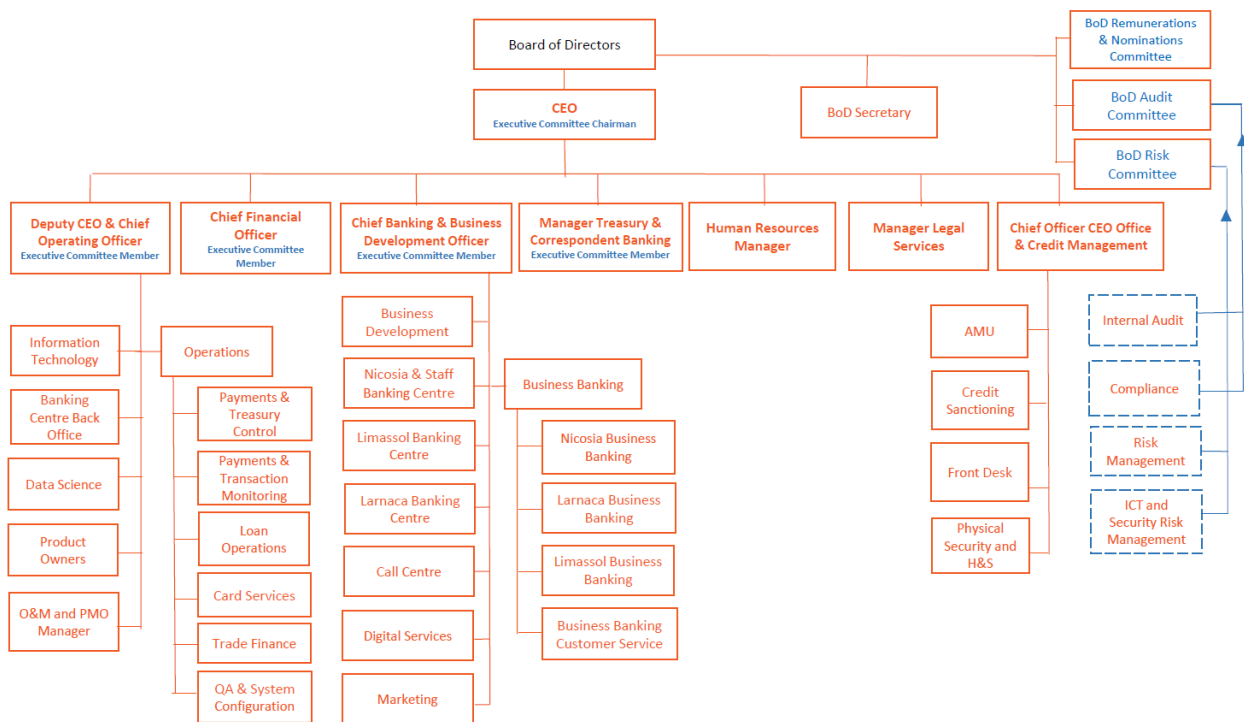 Board of Directors
BoD Remunerations
& Nominations
Committee
CEO
Executive Committee Chairman
BoD Secretary
BoD Audit
Committee
BoD Risk
Committee
Deputy CEO & Chief
Operating Officer
Executive Committee Member
Chief Financial
Officer
Executive Committee
Member
Chief Banking & Business
Development Officer
Executive Committee Member
Manager Treasury &
Correspondent Banking
Executive Committee Member
Human Resources
Manager
Manager Legal
Services
Chief Officer CEO Office
& Credit Management
Information
Technology
Banking
Centre Back
Office
Data Science
Product
Owners
O&M and PMO
Manager
Operations
Payments &
Treasury
Control
Payments &
Transaction
Monitoring
Loan
Operations
Card Services
Trade Finance
QA & System
Configuration
Business
Development
Nicosia & Staff
Banking Centre
Limassol Banking
Centre
Larnaca Banking
Centre
Call Centre
Digital Services
Marketing
Business Banking
Nicosia Business
Banking
Larnaca Business
Banking
Limassol Business
Banking
Business Banking
Customer Service
AMU
Credit
Sanctioning
Front Desk
Physical
Security and
H&S
Internal Audit
Compliance
Risk
Management
ICT and
Security Risk
Management